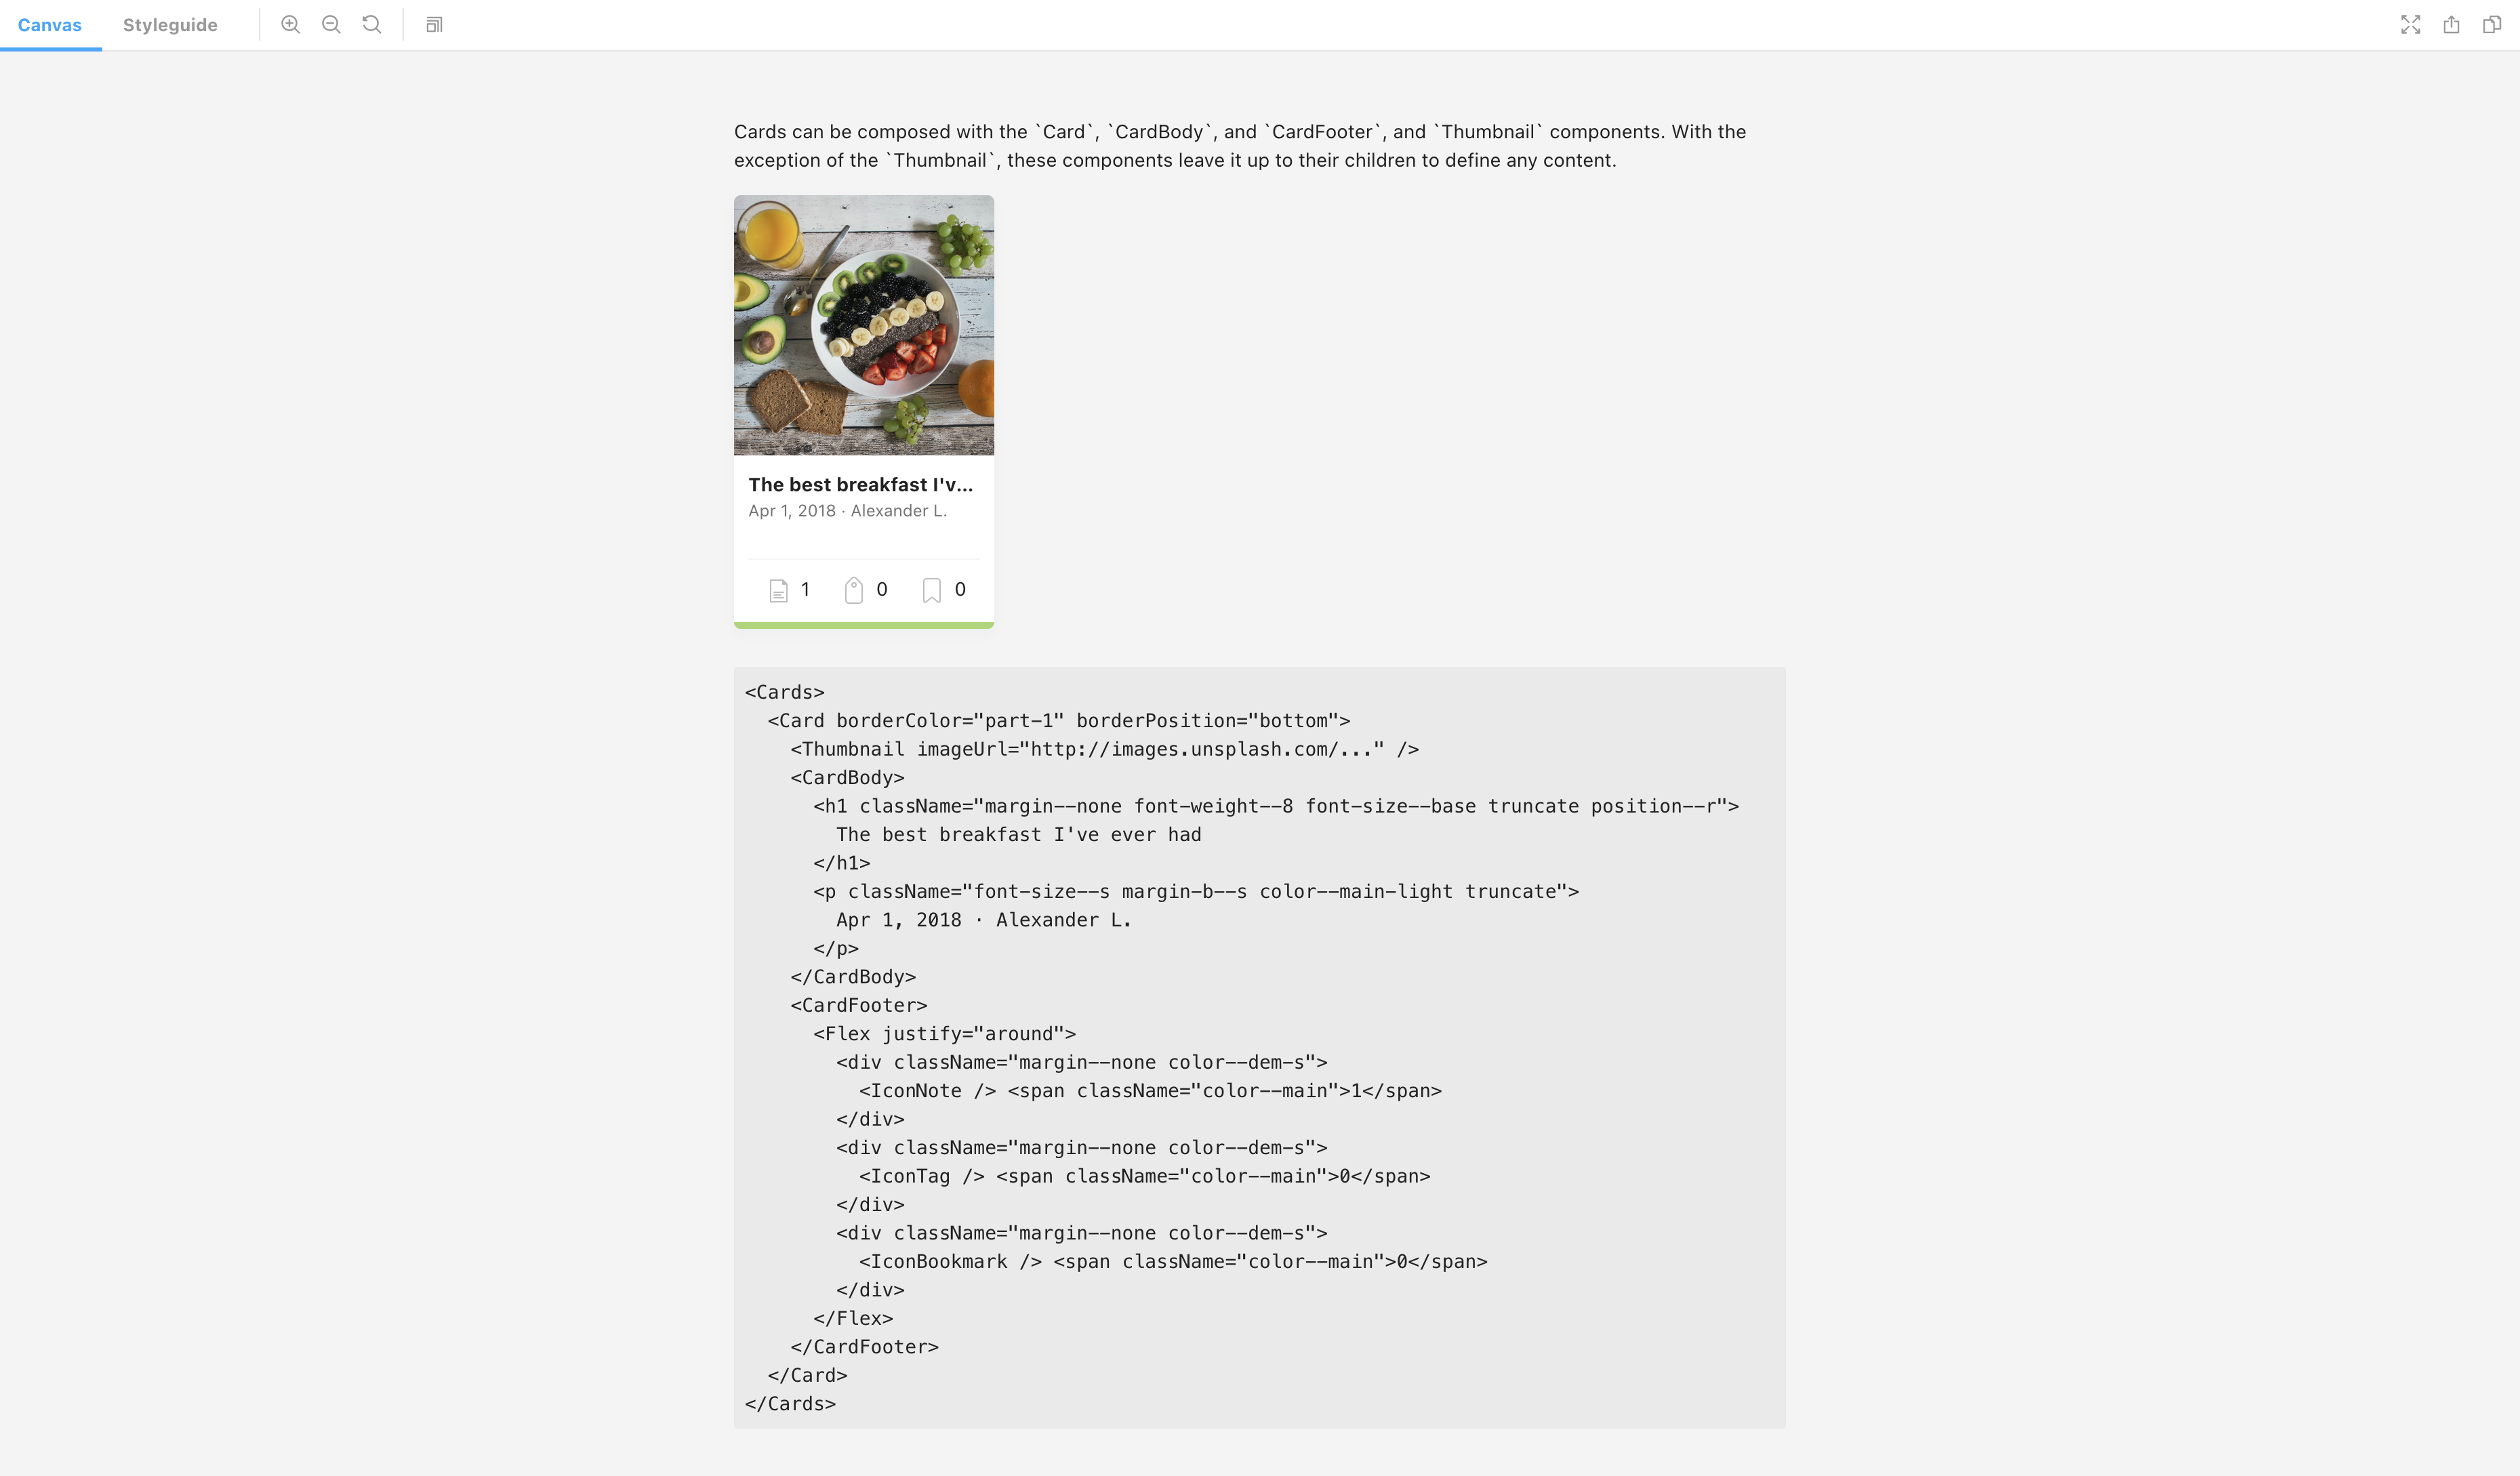 Canvas Styleguide
Cards can be composed with the `Card`, `CardBody`, and `CardFooter`, and `Thumbnail` components. With the
exception of the `Thumbnail`, these components leave it up to their children to define any content.
The best breakfast I'v...
Apr 1, 2018 · Alexander L.
1 0 0
<Cards>
  <Card borderColor="part-1" borderPosition="bottom">
    <Thumbnail imageUrl="http://images.unsplash.com/..." />
    <CardBody>
      <h1 className="margin--none font-weight--8 font-size--base truncate position--r">
        The best breakfast I've ever had
      </h1>
      <p className="font-size--s margin-b--s color--main-light truncate">
        Apr 1, 2018 · Alexander L.
      </p>
    </CardBody>
    <CardFooter>
      <Flex justify="around">
        <div className="margin--none color--dem-s">
          <IconNote /> <span className="color--main">1</span>
        </div>
        <div className="margin--none color--dem-s">
          <IconTag /> <span className="color--main">0</span>
        </div>
        <div className="margin--none color--dem-s">
          <IconBookmark /> <span className="color--main">0</span>
        </div>
      </Flex>
    </CardFooter>
  </Card>
</Cards>